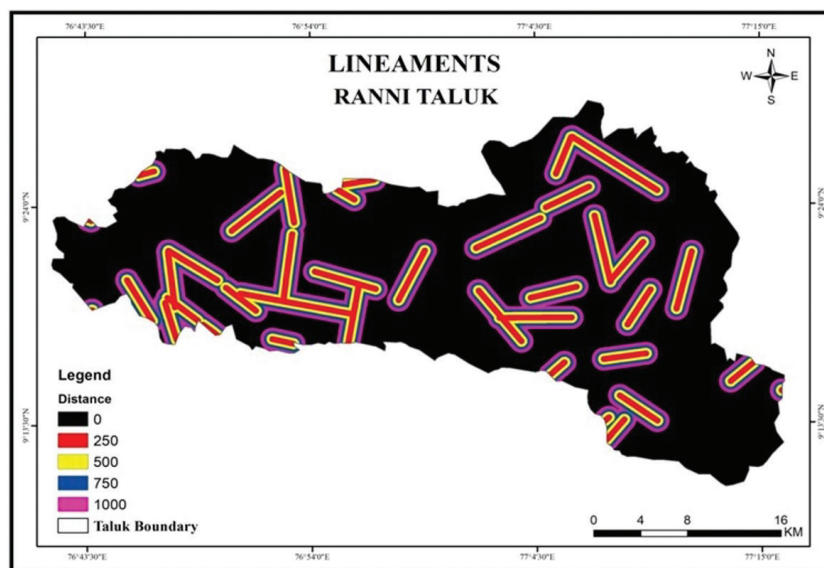 76°43'30"E 76°54'0"E 77°4'30"E 77°15'0"E
LINEAMENTS
RANNI TALUK
N
W E
S
9°24'0"N 9°24'0"N
9°13'30"N 9°13'30"N
Legend
Distance
0
250
500
750
1000
Taluk Boundary
0 4 8 16
KM
76°43'30"E 76°54'0"E 77°4'30"E 77°15'0"E